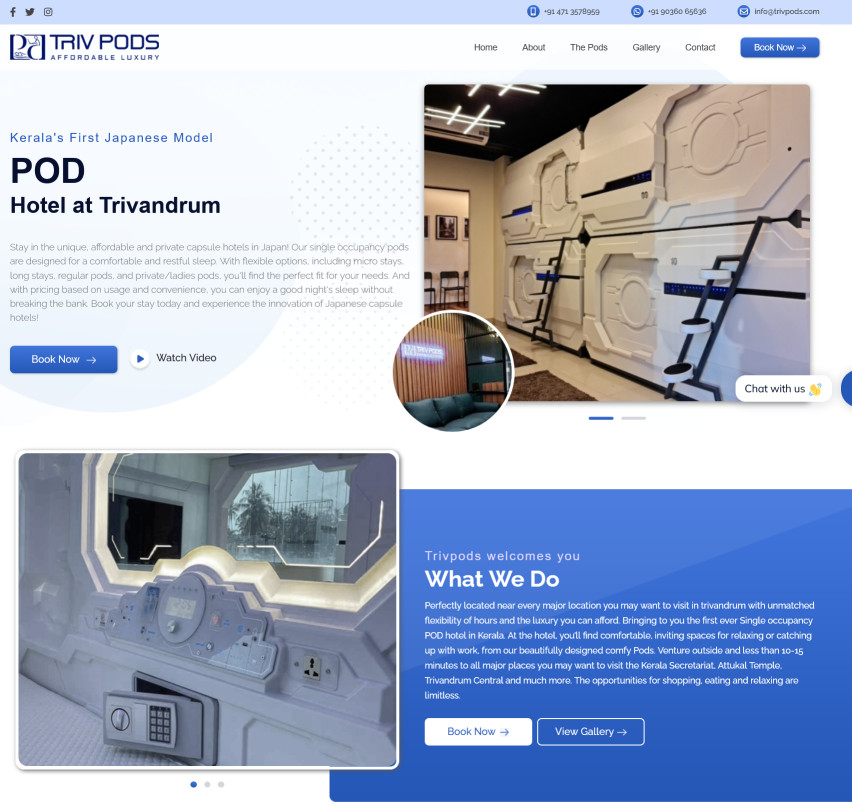 +91 471 3578959
+91 90360 65636
info@trivpods.com
TRIV PODS
AFFORDABLE LUXURY
Home
About
The Pods
Gallery
Contact
Book Now
Kerala's First Japanese Model
POD
Hotel at Trivandrum
Stay in the unique, affordable and private capsule hotels in Japan! Our single occupancy pods
are designed for a comfortable and restful sleep. With flexible options, including micro stays,
long stays, regular pods, and private/ladies pods, you'll find the perfect fit for your needs. And
with pricing based on usage and convenience, you can enjoy a good night's sleep without
breaking the bank. Book your stay today and experience the innovation of Japanese capsule
hotels!
Book Now
Watch Video
Chat with us 👋
Trivpods welcomes you
What We Do
Perfectly located near every major location you may want to visit in trivandrum with unmatched
flexibility of hours and the luxury you can afford. Bringing to you the first ever Single occupancy
POD hotel in Kerala. At the hotel, you'll find comfortable, inviting spaces for relaxing or catching
up with work, from our beautifully designed comfy Pods. Venture outside and less than 10-15
minutes to all major places you may want to visit the Kerala Secretariat, Attukal Temple,
Trivandrum Central and much more. The opportunities for shopping, eating and relaxing are
limitless.
Book Now
View Gallery